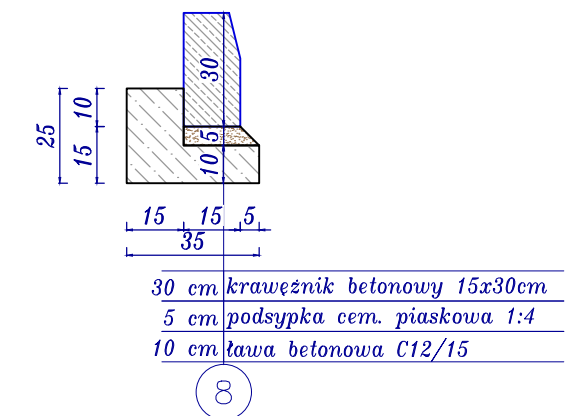 30
10
25
5
15
10
15 15 5
35
30 cm krawężnik betonowy 15x30cm
5 cm podsypka cem. piaskowa 1:4
10 cm ława betonowa C12/15
8